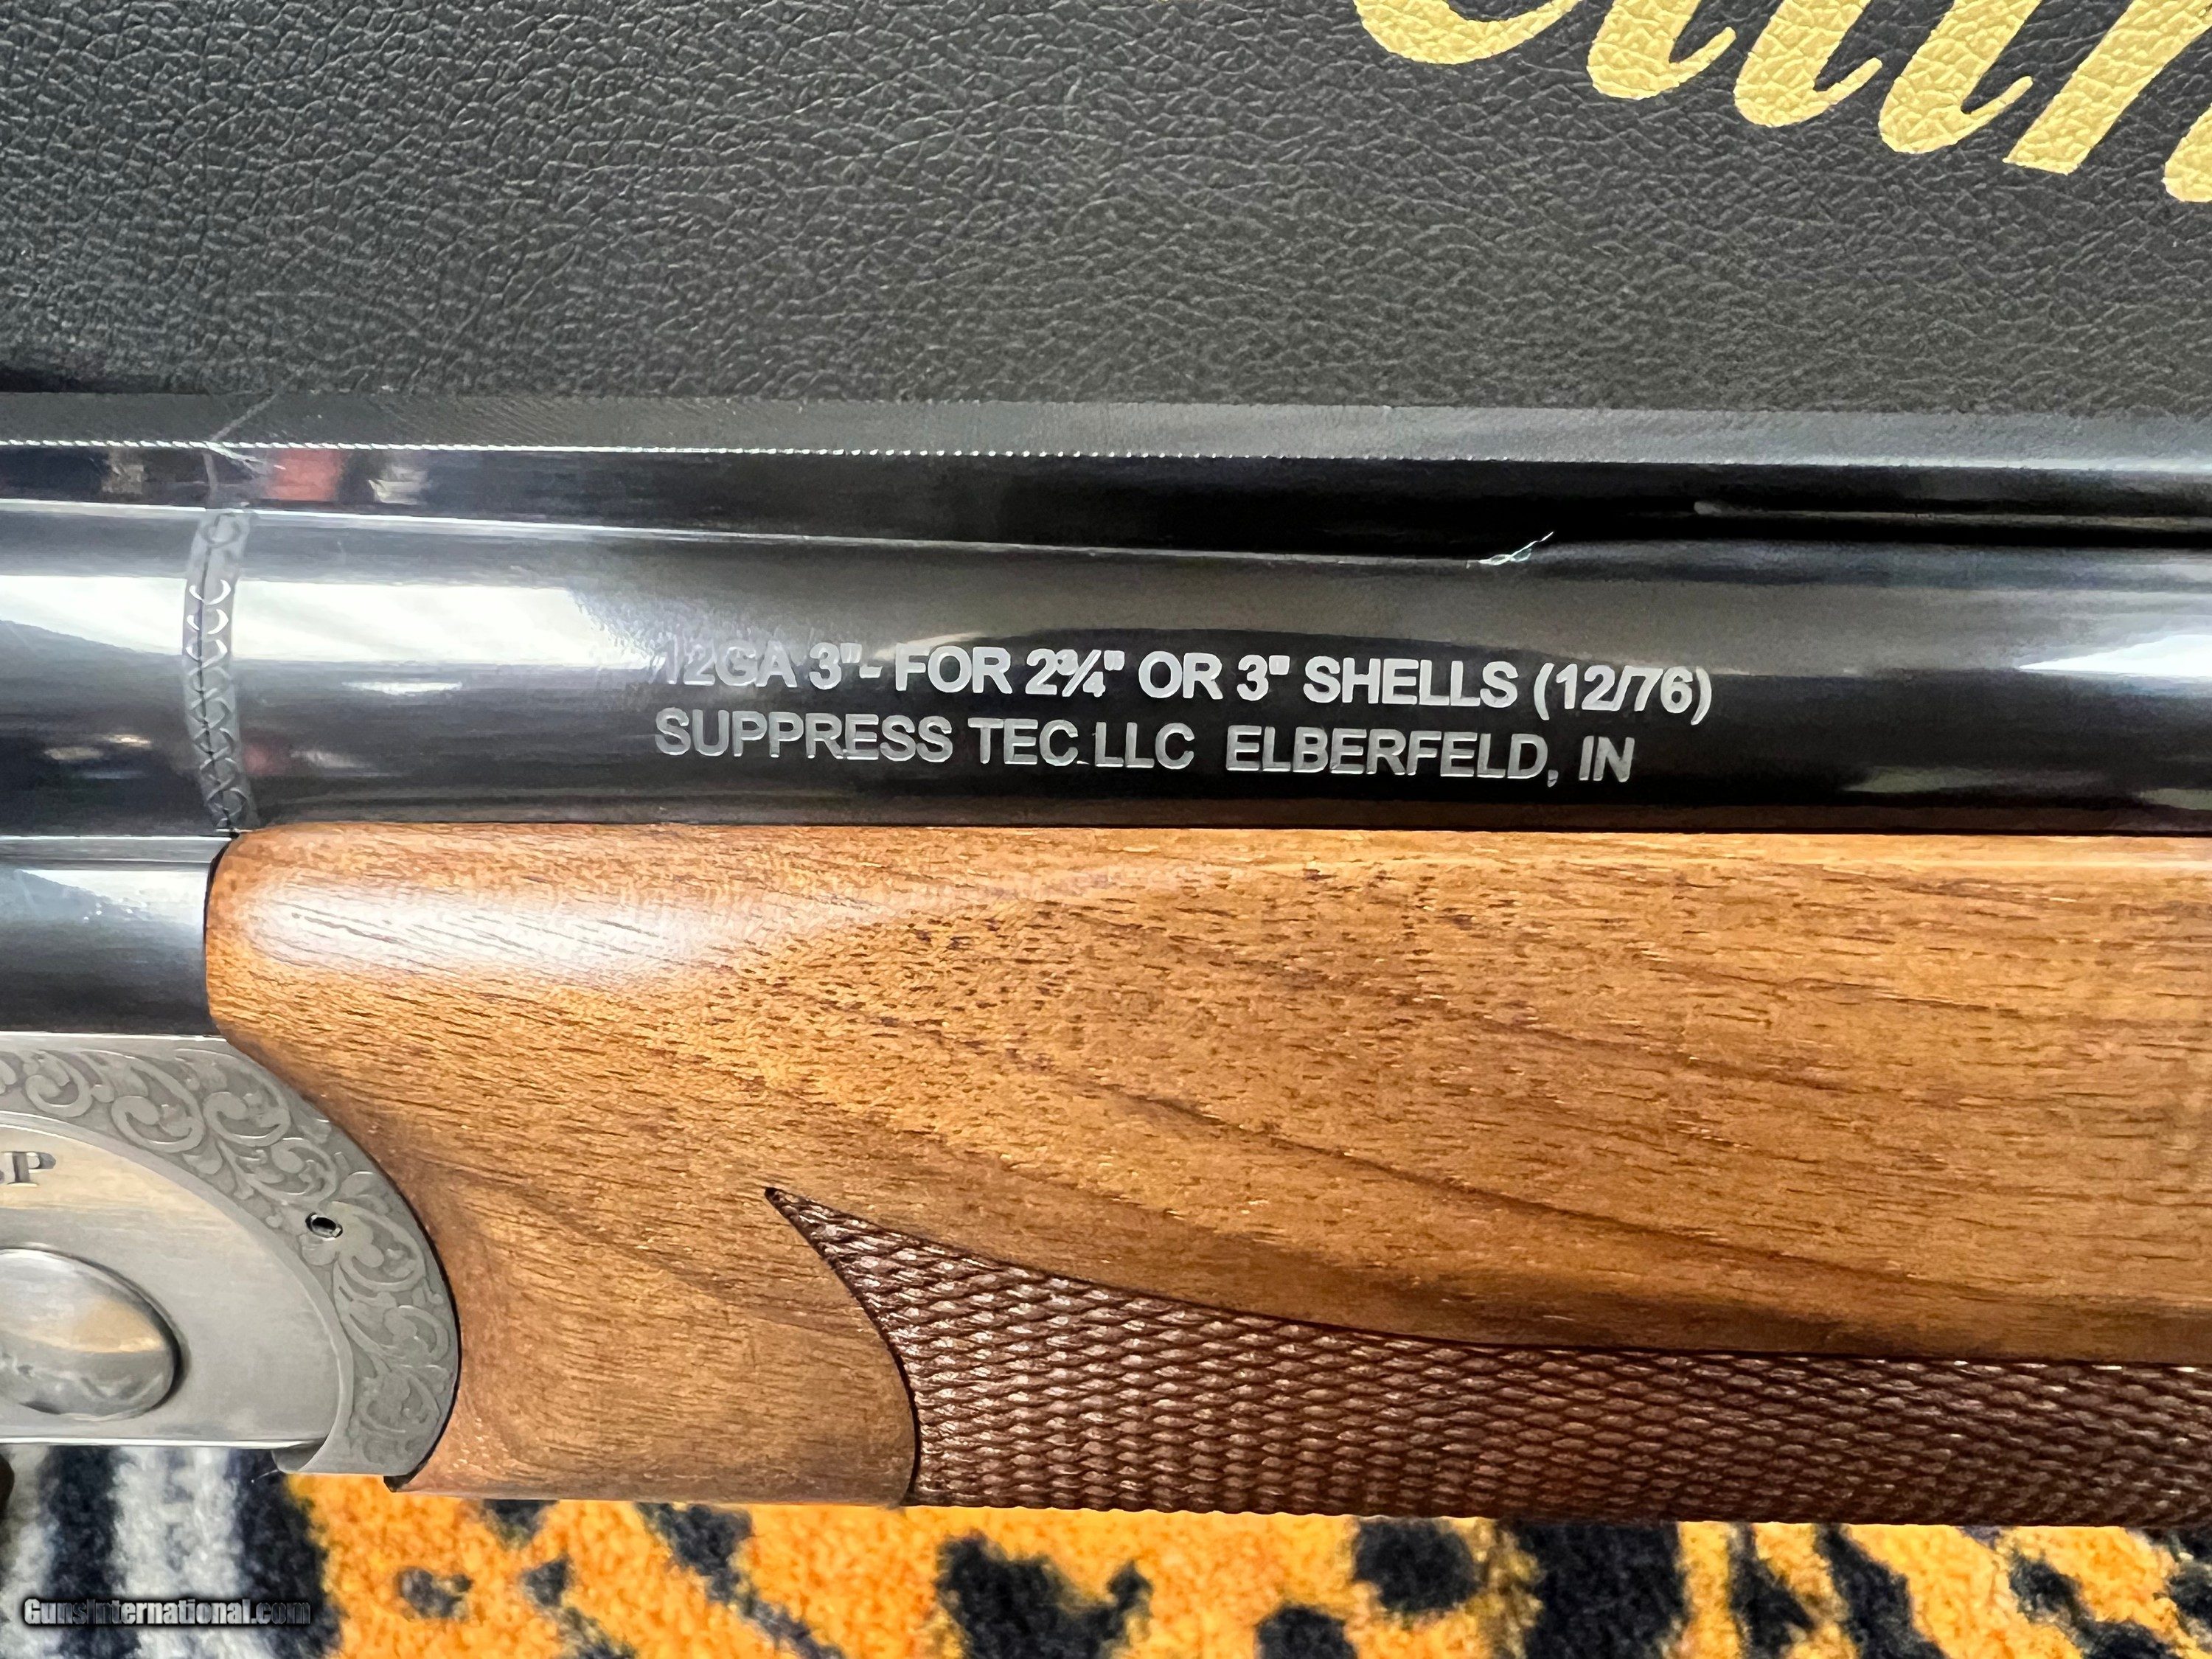 12GA 3"- FOR 2¾" OR 3" SHELLS (12/76)
SUPPRESS TEC LLC ELBERFELD, IN
GunsInternational.com